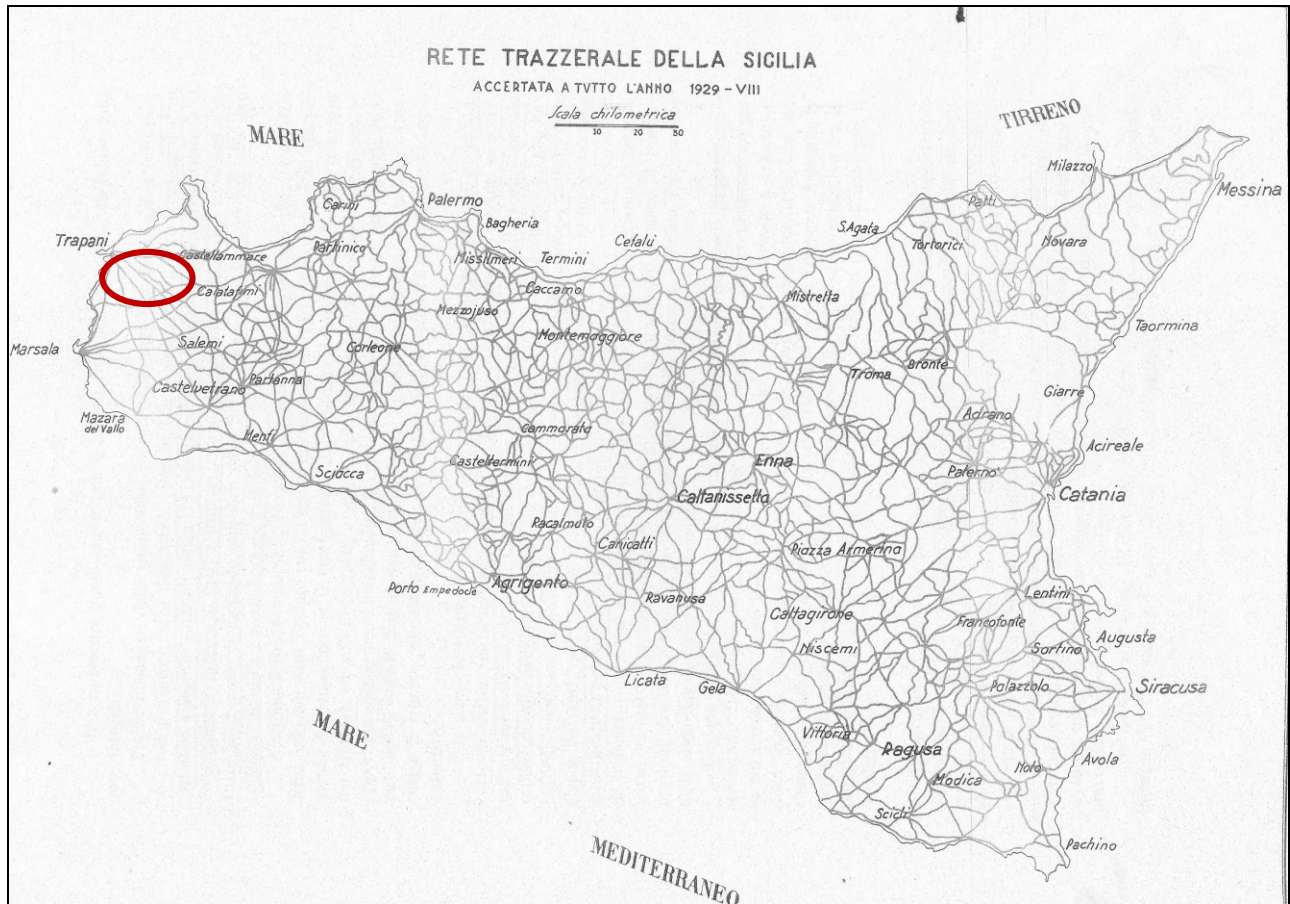 RETE TRAZZERALE DELLA SICILIA
ACCERTATA A TVTTO L'ANNO 1929 - VIII
Scala chilometrica
10 20 30
MARE
TIRRENO
Milazzo
Messina
Carini
Palermo
Patti
Bagheria
Trapani
Castellammare
Partinico
Cefalù
S.Agata
Tortorici
Novara
Missilmeri
Termini
Calatafimi
Caccamo
Mistretta
Mezzojuso
Taormina
Marsala
Salemi
Corleone
Montemaggiore
Bronte
Troina
Castelvetrano
Partanna
Giarre
Mazara
del Vallo
Adrano
Menfi
Cammarata
Acireale
Sciacca
Casteltermini
Enna
Paternò
Caltanissetta
Catania
Racalmuto
Canicatti
Piazza Armerina
Porto Empedocle
Agrigento
Ravanusa
Lentini
Caltagirone
Francofonte
Augusta
Niscemi
Sortino
Licata
Gela
Palazzolo
Siracusa
MARE
Vittoria
Ragusa
Avola
Modica
Noto
Scicli
Pachino
MEDITERRANEO